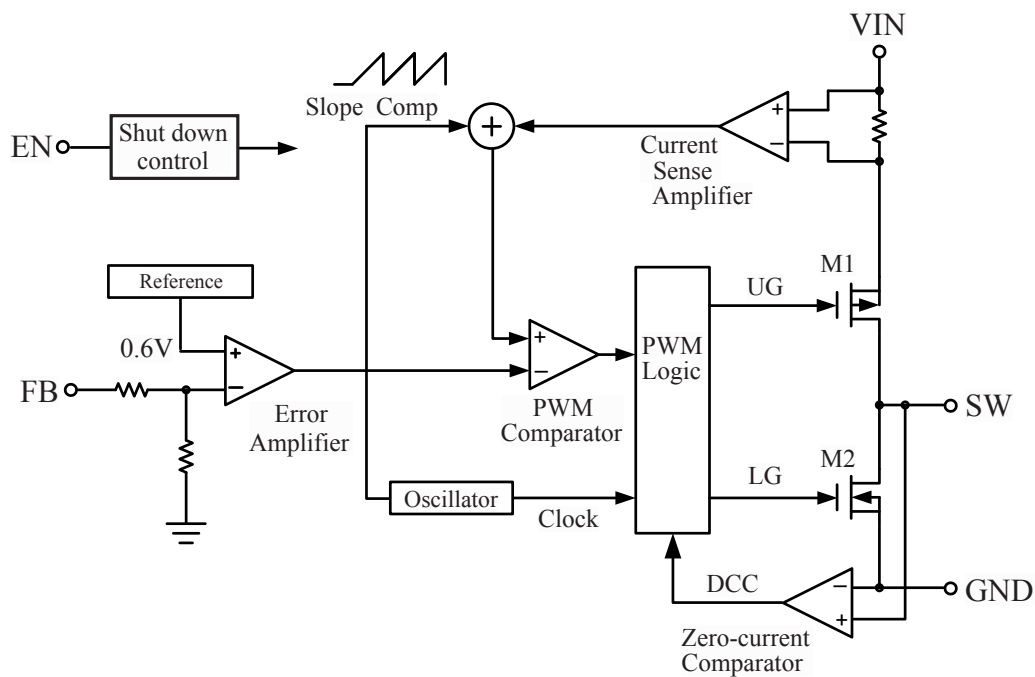 VIN
Slope Comp
+
+
−
EN
Shut down
control
Current
Sense
Amplifier
Reference
M1
UG
0.6V
+
−
+
−
PWM
Logic
FB
Error
Amplifier
PWM
Comparator
SW
M2
LG
Oscillator
Clock
DCC
−
+
GND
Zero-current
Comparator